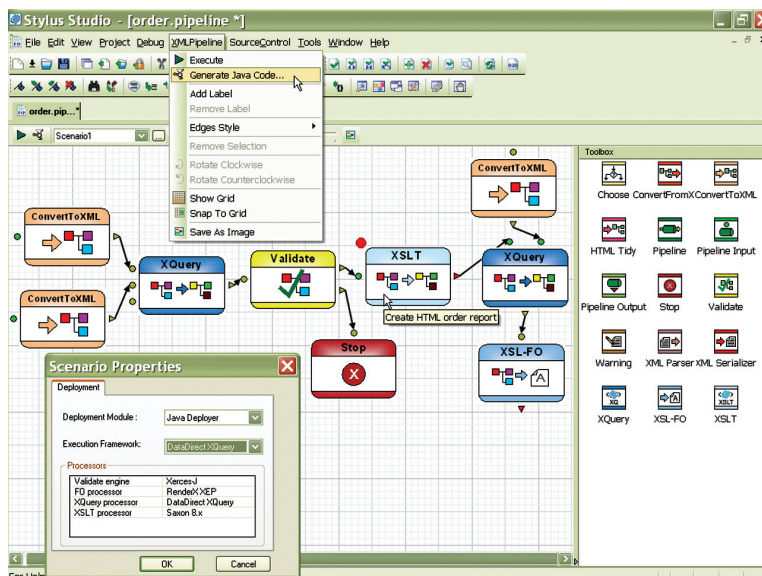 Stylus Studio - [order.pipeline *]
File Edit View Project Debug XMLPipeline SourceControl Tools Window Help
Execute
Generate Java Code...
Add Label
Remove Label
Edges Style
Remove Selection
Rotate Clockwise
Rotate Counterclockwise
Show Grid
Snap To Grid
Save As Image
order.pip...*
Scenario1
ConvertToXML
ConvertToXML
XQuery
Validate
Stop
XSLT
Create HTML order report
ConvertToXML
XQuery
XSL-FO
Toolbox
Choose ConvertFromX ConvertToXML
HTML Tidy Pipeline Pipeline Input
Pipeline Output Stop Validate
Warning XML Parser XML Serializer
XQuery XSL-FO XSLT
Scenario Properties
Deployment
Deployment Module : Java Deployer
Execution Framework: DataDirect XQuery
Processors
Validate engine Xerces-J
FO processor RenderX XEP
XQuery processor DataDirect XQuery
XSLT processor Saxon 8.x
OK Cancel